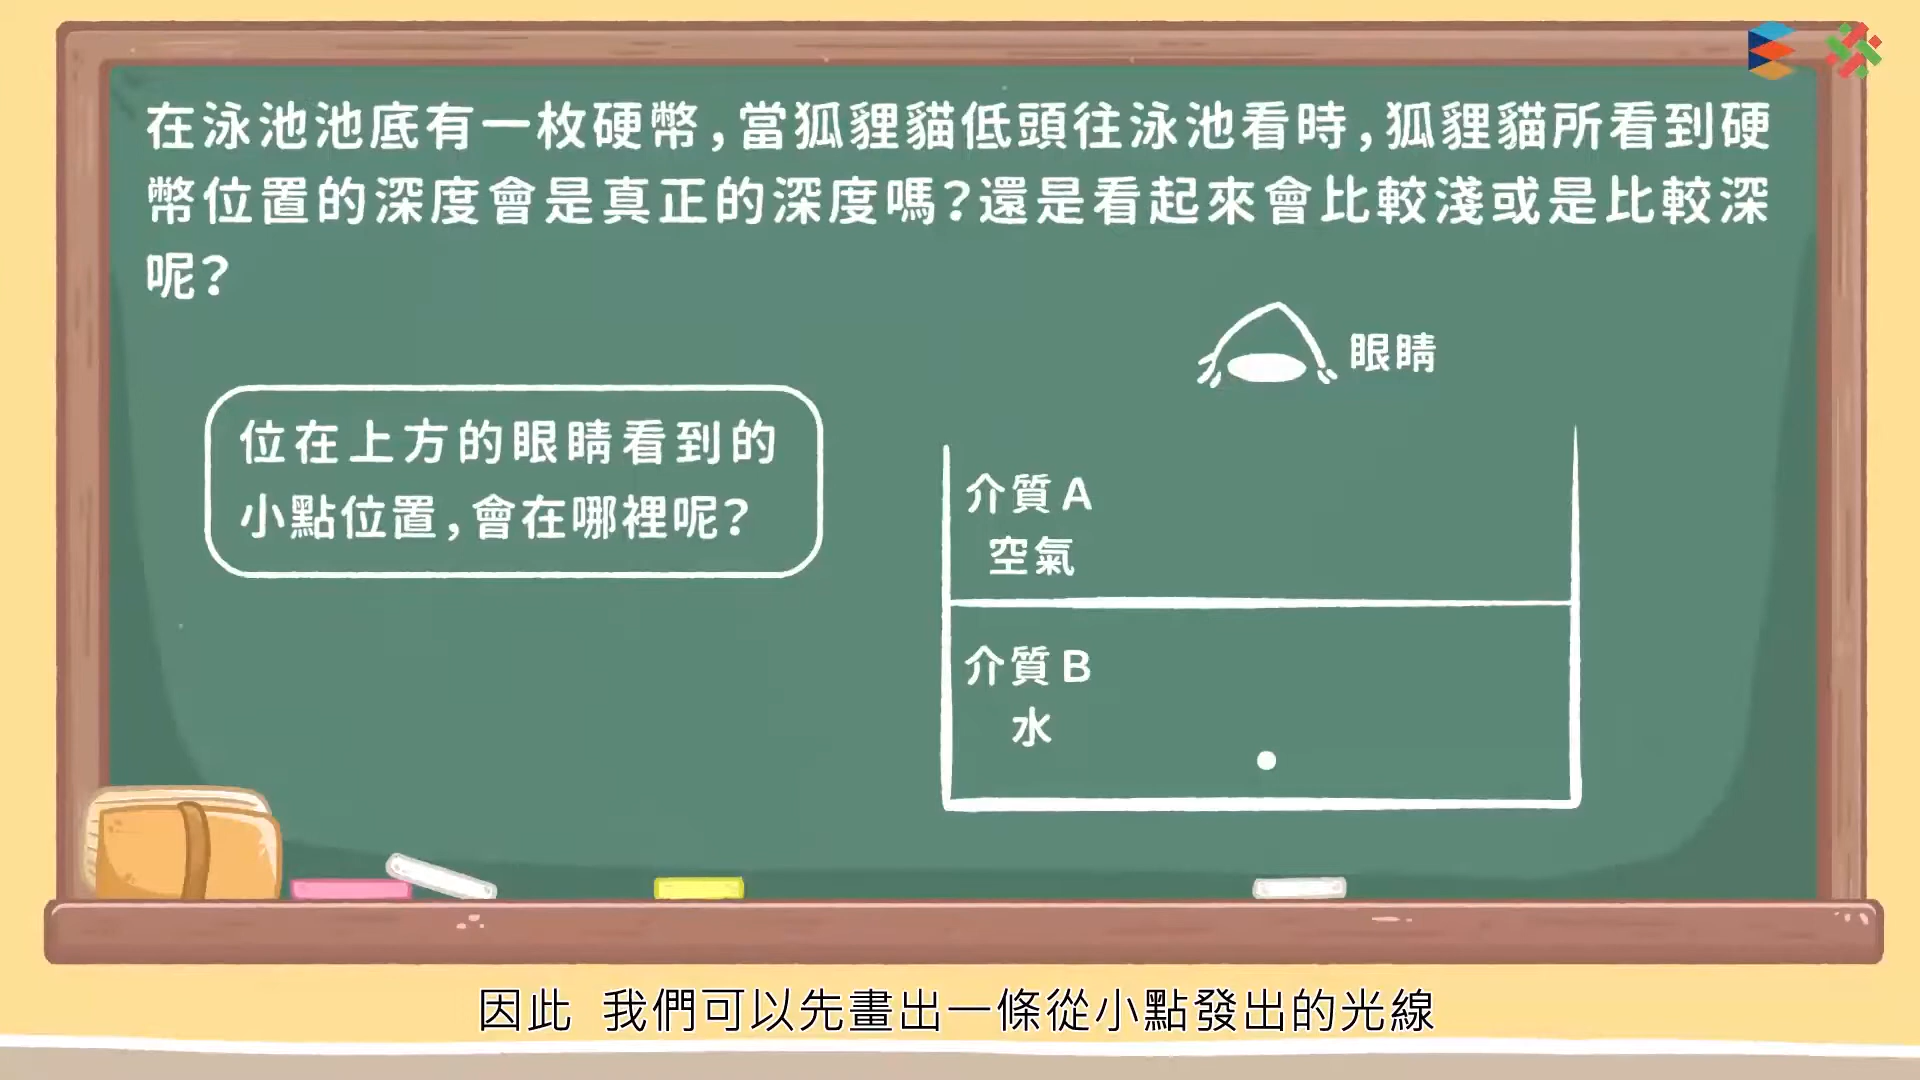 在泳池池底有一枚硬幣,當狐貍貓低頭往泳池看時,狐貍貓所看到硬
幣位置的深度會是真正的深度嗎?還是看起來會比較淺或是比較深
呢?
眼睛
位在上方的眼睛看到的
小點位置,會在哪裡呢?
介質A
空氣
介質B
水
因此 我們可以先畫出一條從小點發出的光線